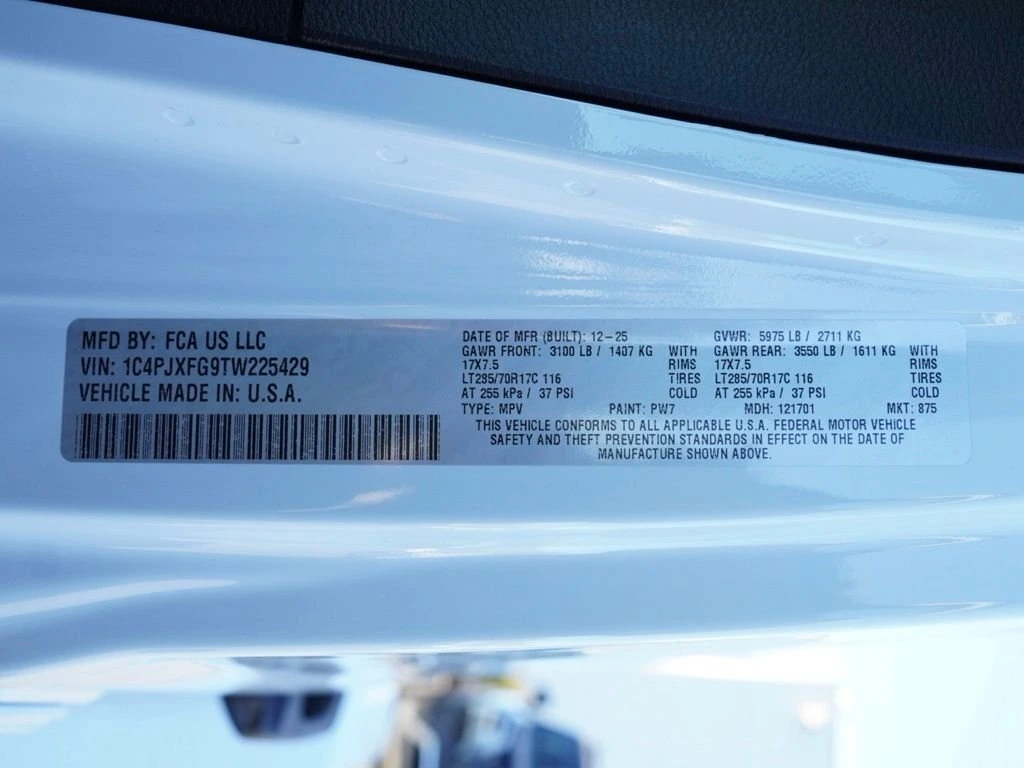 MFD BY: FCA US LLC
VIN: 1C4PJXFG9TW225429
VEHICLE MADE IN: U.S.A.
DATE OF MFR (BUILT): 12-25 GVWR: 5975 LB / 2711 KG
GAWR FRONT: 3100 LB / 1407 KG WITH GAWR REAR: 3550 LB / 1611 KG WITH
17X7.5 RIMS 17X7.5 RIMS
LT285/70R17C 116 TIRES LT285/70R17C 116 TIRES
AT 255 kPa / 37 PSI COLD AT 255 kPa / 37 PSI COLD
TYPE: MPV PAINT: PW7 MDH: 121701 MKT: 875
THIS VEHICLE CONFORMS TO ALL APPLICABLE U.S.A. FEDERAL MOTOR VEHICLE
SAFETY AND THEFT PREVENTION STANDARDS IN EFFECT ON THE DATE OF
MANUFACTURE SHOWN ABOVE.